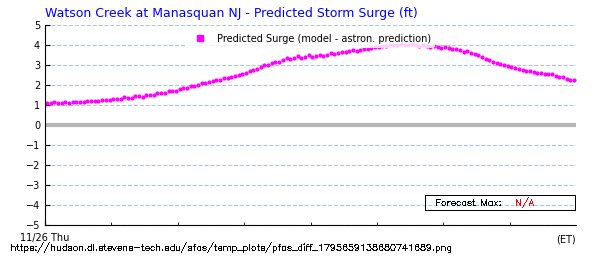 Watson Creek at Manasquan NJ - Predicted Storm Surge (ft)
5
4
3
2
1
0
−1
−2
−3
−4
−5
Predicted Surge (model - astron. prediction)
Forecast Max: N/A
11/26 Thu
(ET)
https://hudson.dl.stevens-tech.edu/sfas/temp_plots/pfas_diff_1795659138680741689.png